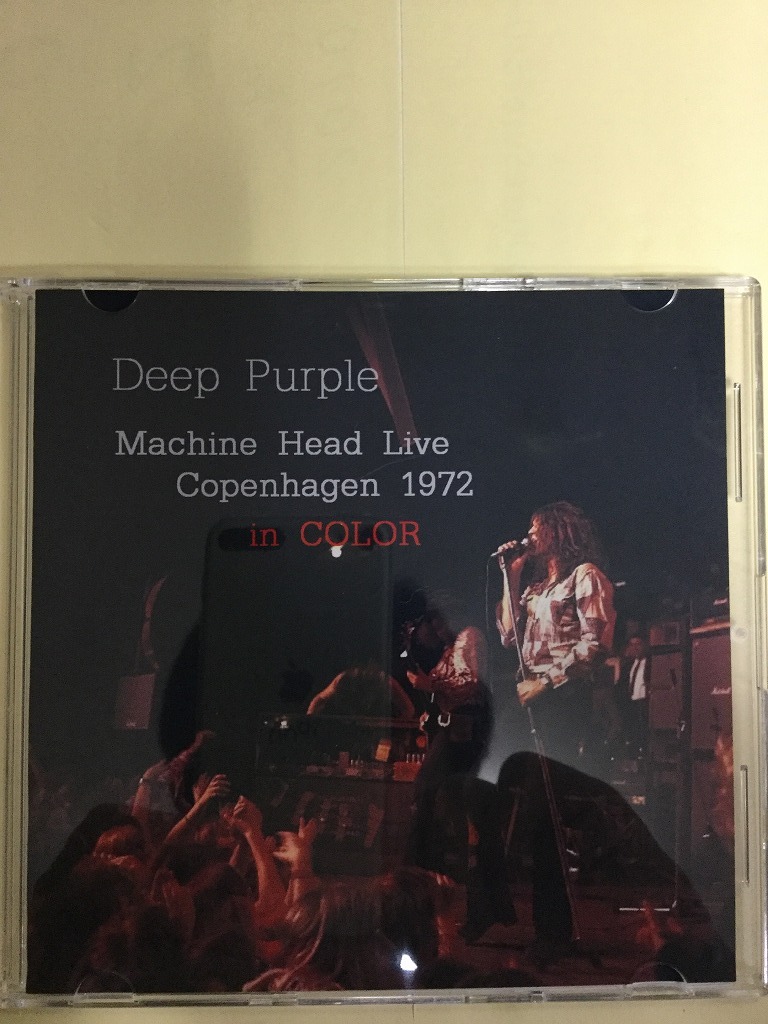 Deep Purple
Machine Head Live
Copenhagen 1972
in COLOR